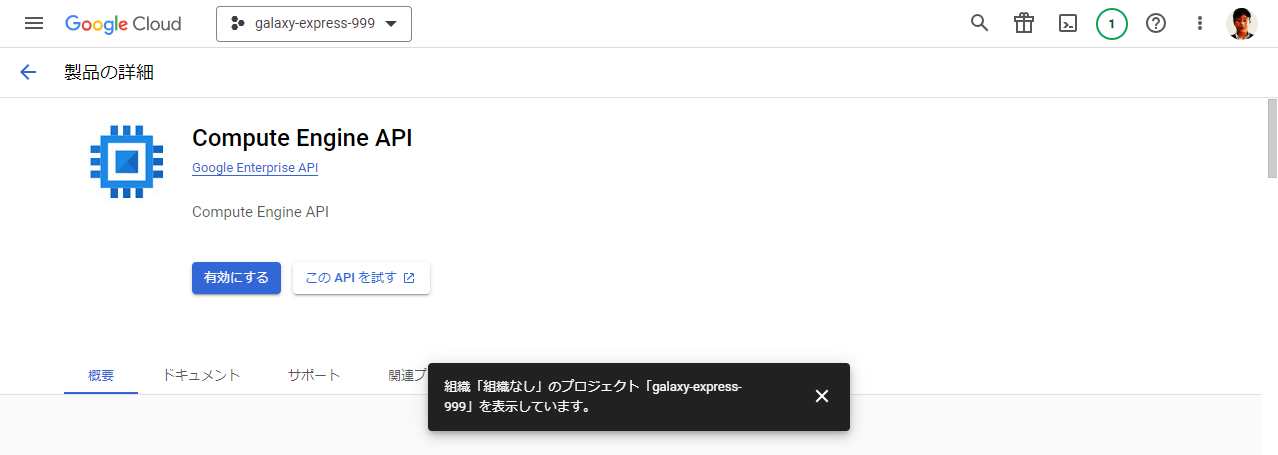 Google Cloud
galaxy-express-999
1
製品の詳細
Compute Engine API
Google Enterprise API
Compute Engine API
有効にする
この API を試す
概要
ドキュメント
サポート
関連プ
組織「組織なし」のプロジェクト「galaxy-express-
999」を表示しています。